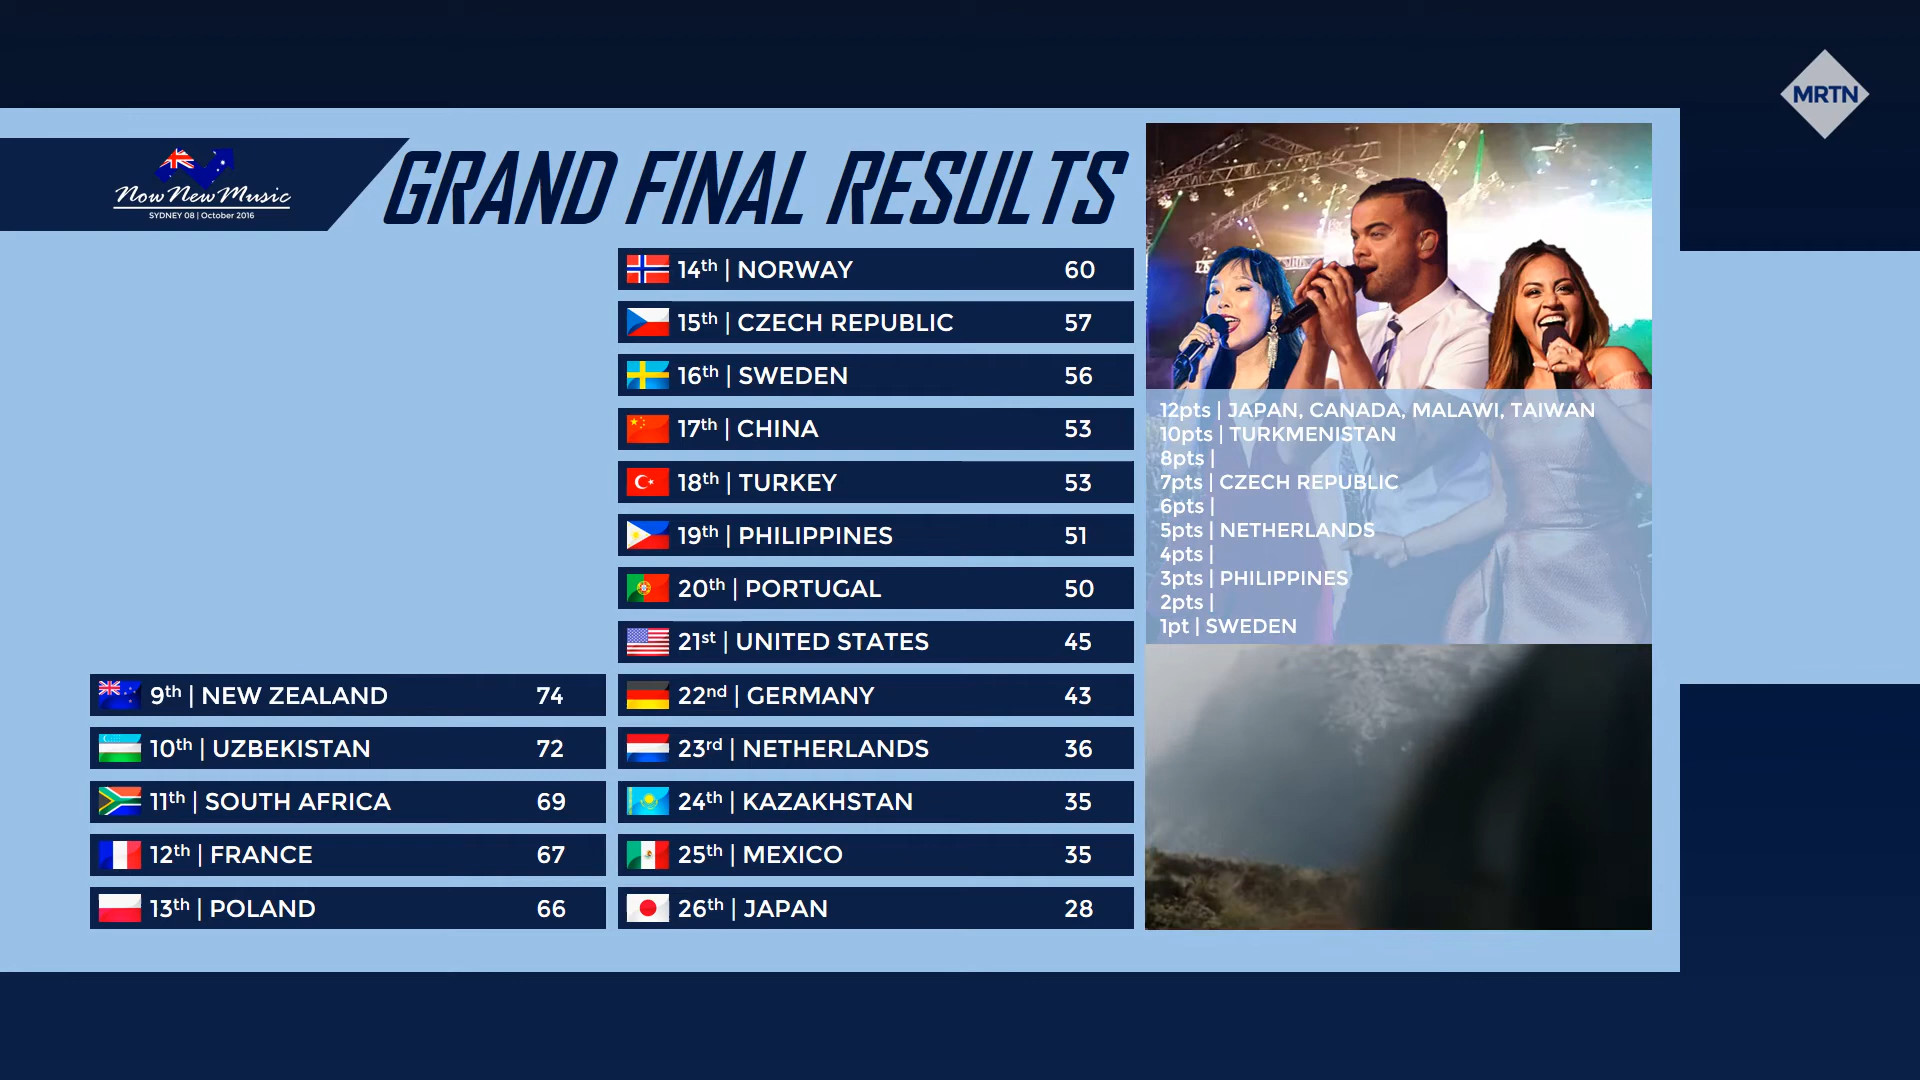 MRTN
Now New Music
SYDNEY 08 | October 2016
GRAND FINAL RESULTS
9th | NEW ZEALAND 74
10th | UZBEKISTAN 72
11th | SOUTH AFRICA 69
12th | FRANCE 67
13th | POLAND 66
14th | NORWAY 60
15th | CZECH REPUBLIC 57
16th | SWEDEN 56
17th | CHINA 53
18th | TURKEY 53
19th | PHILIPPINES 51
20th | PORTUGAL 50
21st | UNITED STATES 45
22nd | GERMANY 43
23rd | NETHERLANDS 36
24th | KAZAKHSTAN 35
25th | MEXICO 35
26th | JAPAN 28
12pts | JAPAN, CANADA, MALAWI, TAIWAN
10pts | TURKMENISTAN
8pts |
7pts | CZECH REPUBLIC
6pts |
5pts | NETHERLANDS
4pts |
3pts | PHILIPPINES
2pts |
1pt | SWEDEN